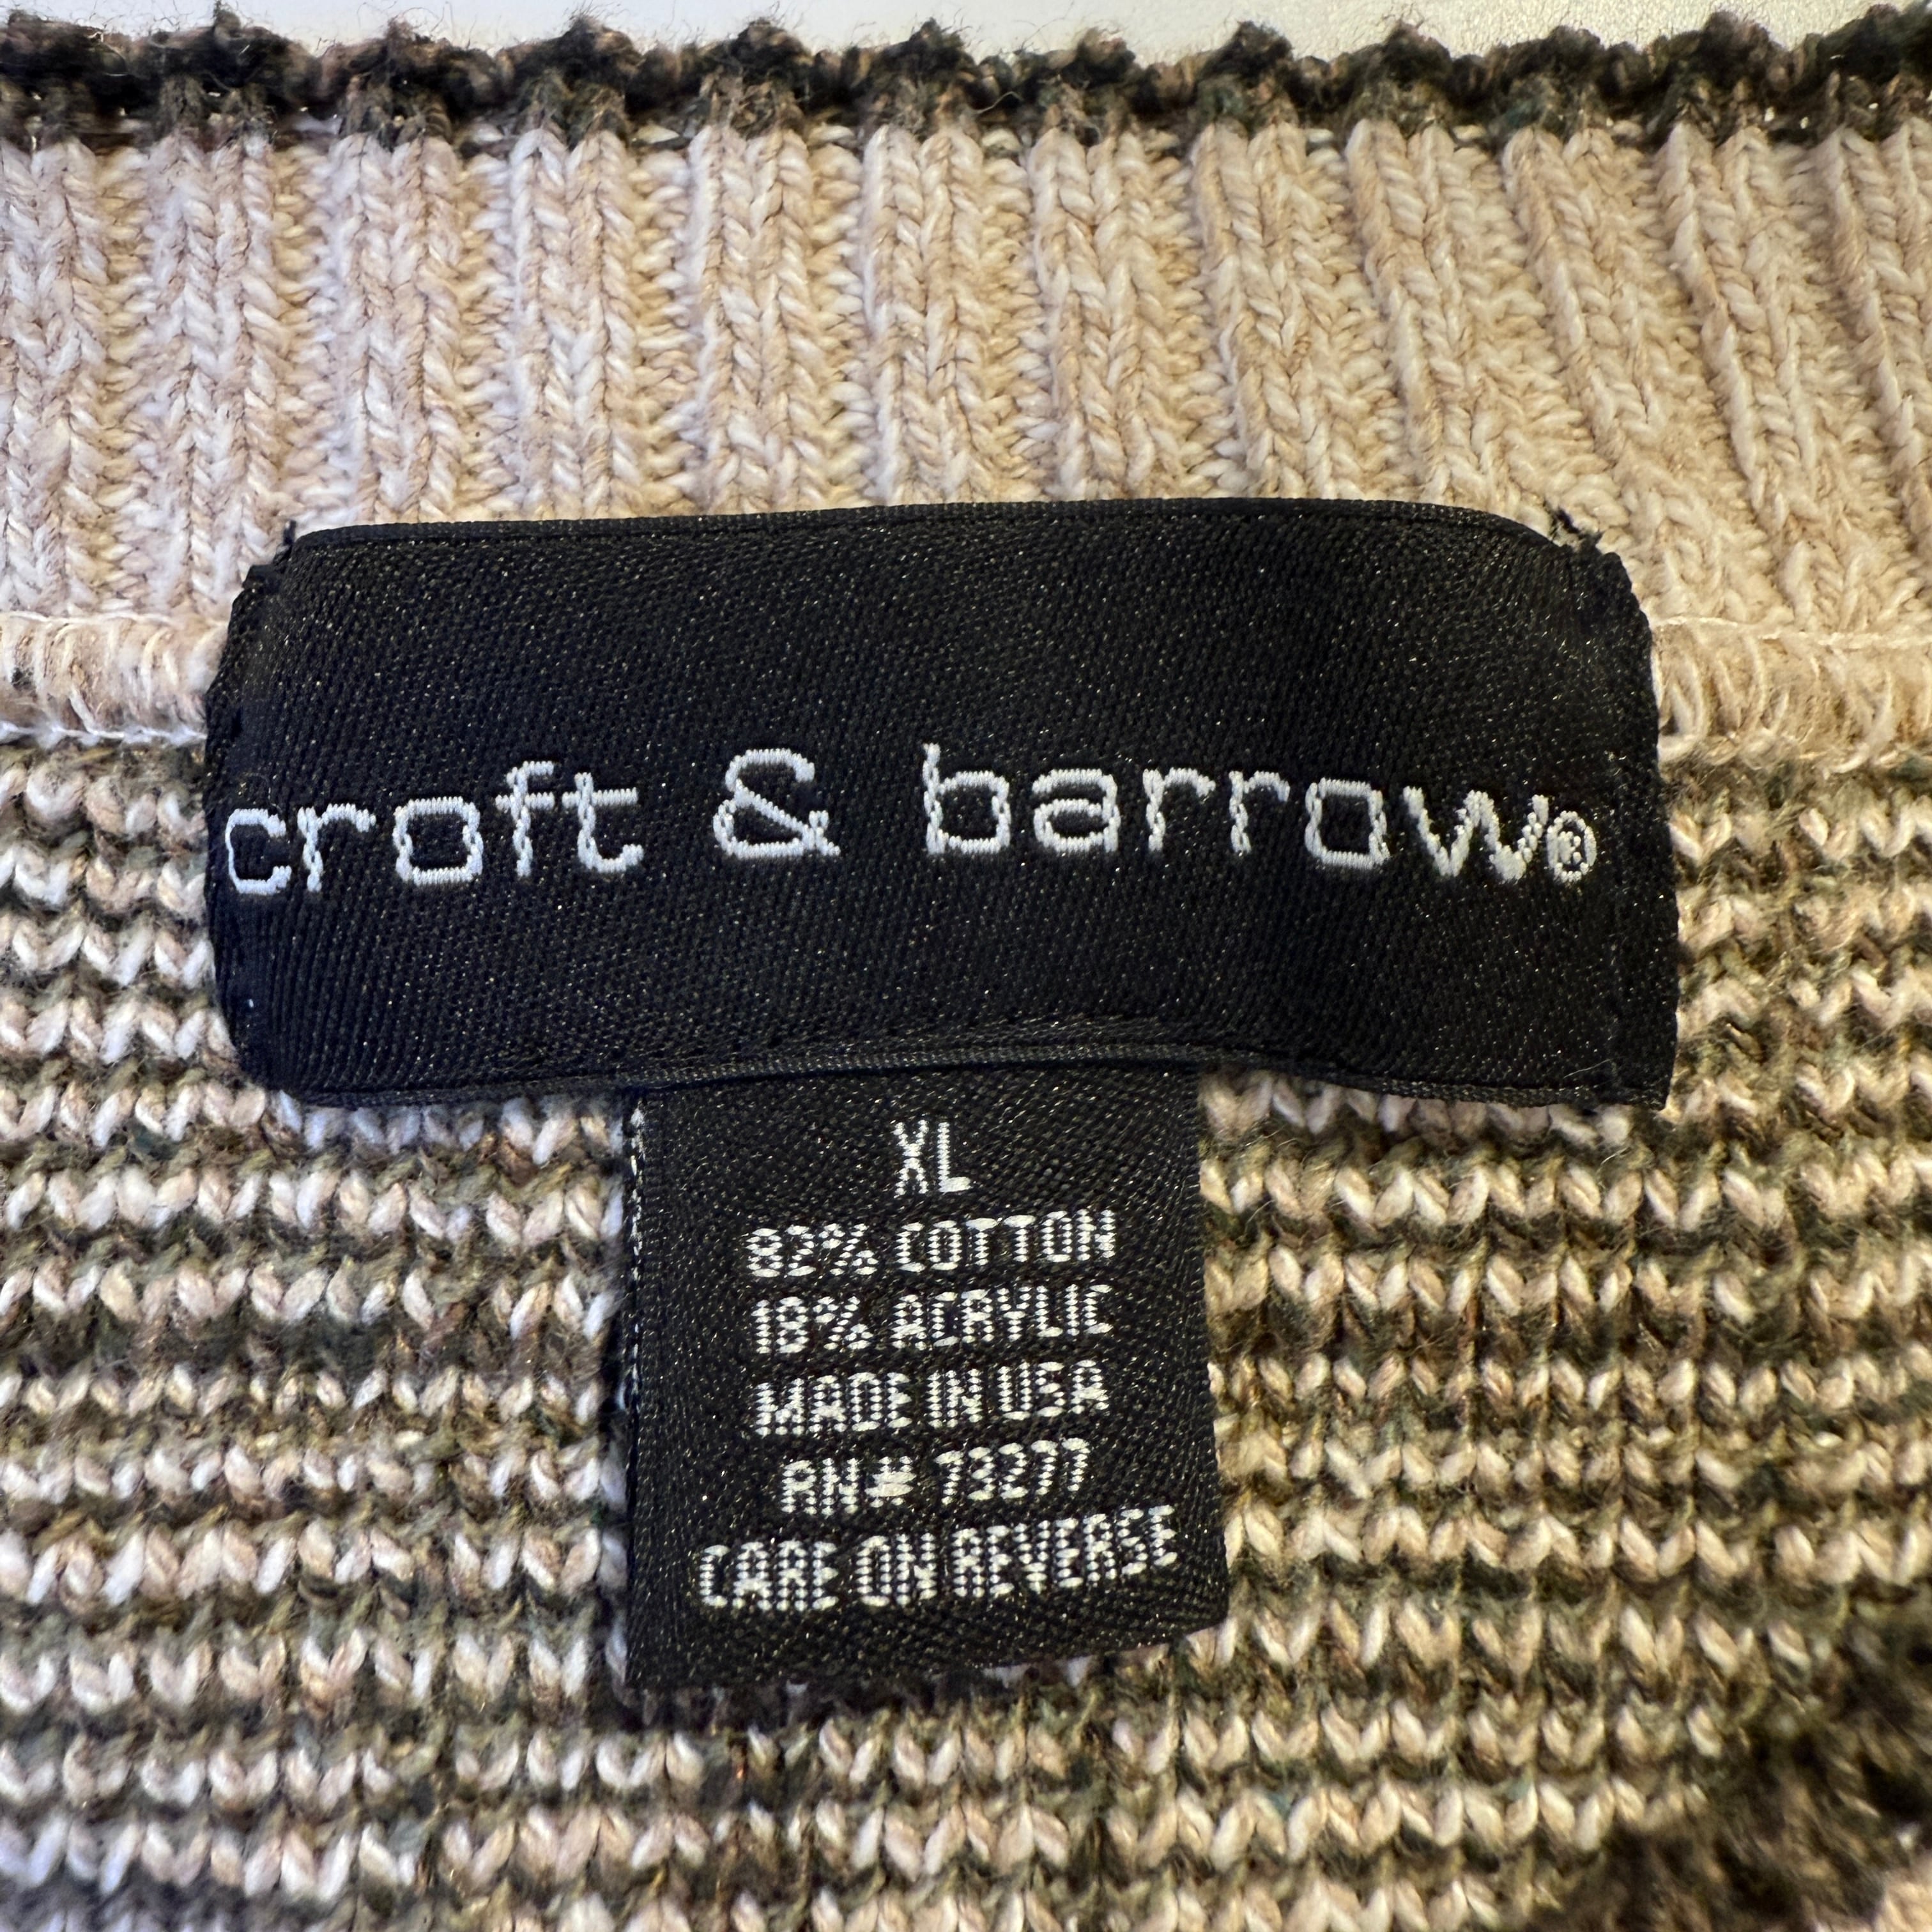 croft & barrow®
XL
82% COTTON
18% ACRYLIC
MADE IN USA
RN# 73277
CARE ON REVERSE